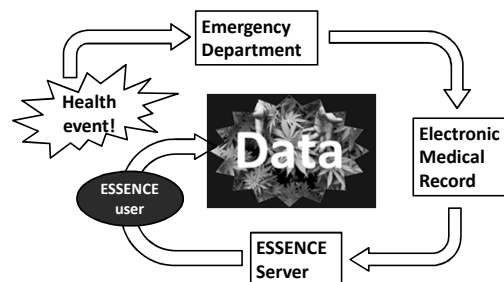 Emergency
Department
Health
event!
Data
Electronic
Medical
Record
ESSENCE
user
ESSENCE
Server